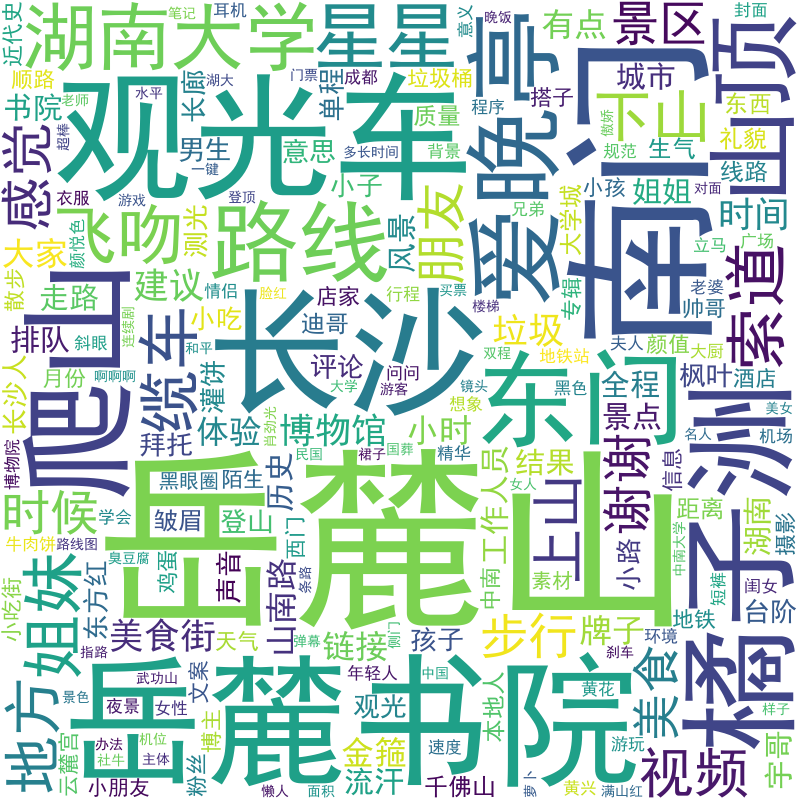 岳麓山
岳麓书院
长沙
观光车
南门
橘子洲
爱晚亭
爬山
东门
路线
山顶
湖南大学
星星
飞吻
索道
缆车
下山
上山
感觉
朋友
姐妹
地方
时候
谢谢
视频
美食
步行
景区
时间
建议
美食街
博物馆
山南路
工作人员
排队
垃圾
体验
小时
历史
登山
链接
牌子
全程
景点
金箍
流汗
宇哥
湖南
台阶
结果
小路
声音
皱眉
拜托
评论
灌饼
小吃
迪哥
店家
大家
走路
散步
测光
风景
小子
男生
意思
书院
长廊
单程
成都
垃圾桶
质量
有点
城市
搭子
东西
礼貌
生气
线路
姐姐
小孩
大学城
专辑
帅哥
颜值
枫叶
酒店
信息
距离
摄影
地铁
短裤
闺女
素材
中南
西门
鸡蛋
陌生
黑眼圈
月份
长沙人
东方红
小吃街
天气
孩子
观光
本地人
千佛山
年轻人
速度
黄花
游玩
博主
粉丝
文案
女性
夜景
云麓宫
小朋友
武功山
景色
办法
社牛
机位
主体
懒人
面积
萝卜
黄兴
满山红
样子
刹车
环境
中国
侧门
弹幕
指路
臭豆腐
条路
牛肉饼
路线图
学会
博物院
民国
裙子
国葬
精华
女人
肖劲光
中南大学
名人
机场
美女
黑色
想象
镜头
游客
大学
问问
双程
地铁站
楼梯
夫人
大厨
老婆
立马
广场
对面
规范
傲娇
兄弟
背景
程序
多长时间
水平
一键
登顶
游戏
衣服
超棒
老师
湖大
门票
顺路
近代史
笔记
耳机
意义
晚饭
封面
颜悦色
情侣
脸红
行程
买票
连续剧
斜眼
和平
啊啊啊